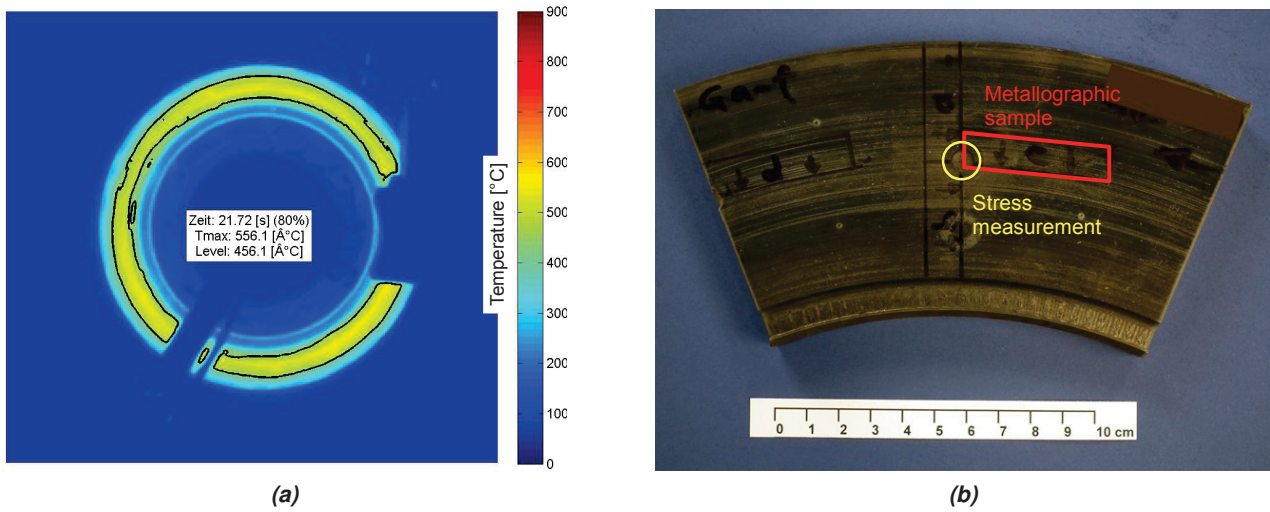 900
800
700
600
500
400
300
200
100
0
Temperature [°C]
Zeit: 21.72 [s] (80%)
Tmax: 556.1 [Â°C]
Level: 456.1 [Â°C]
(a)
Metallographic
sample
Stress
measurement
0 1 2 3 4 5 6 7 8 9 10 cm
(b)